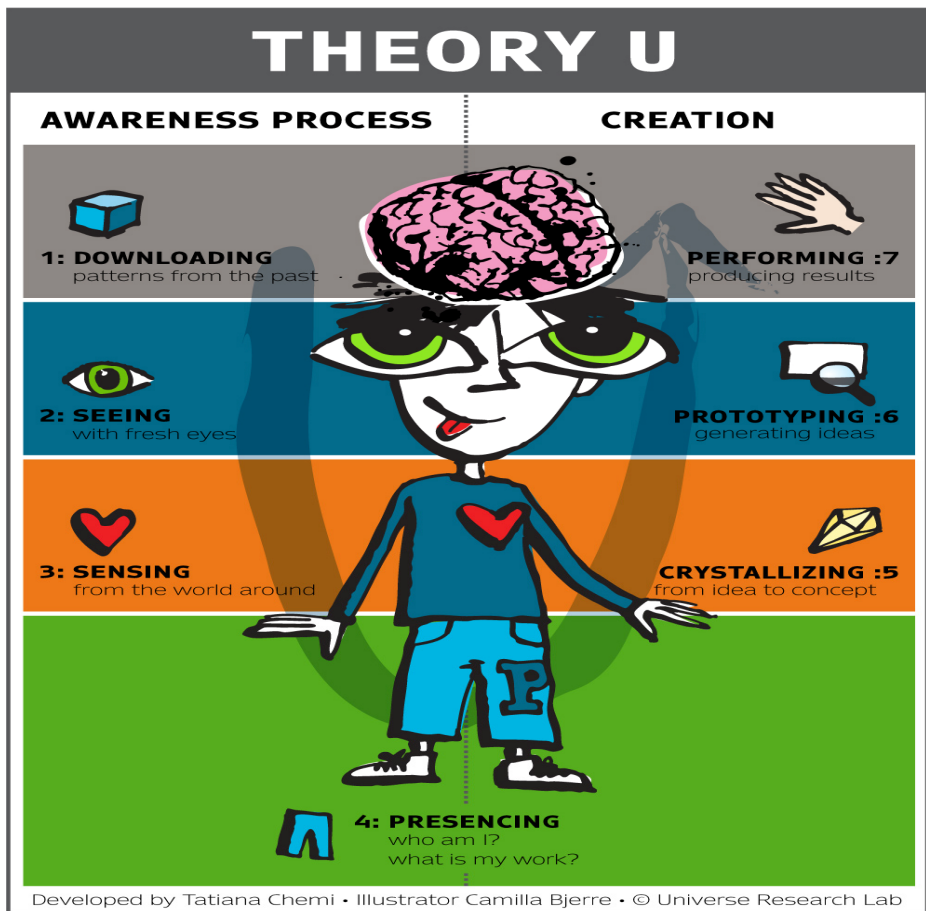 THEORY U
AWARENESS PROCESS
CREATION
1: DOWNLOADING
patterns from the past
PERFORMING :7
producing results
2: SEEING
with fresh eyes
PROTOTYPING :6
generating ideas
3: SENSING
from the world around
CRYSTALLIZING :5
from idea to concept
P
4: PRESENCING
who am I?
what is my work?
Developed by Tatiana Chemi • Illustrator Camilla Bjerre • © Universe Research Lab